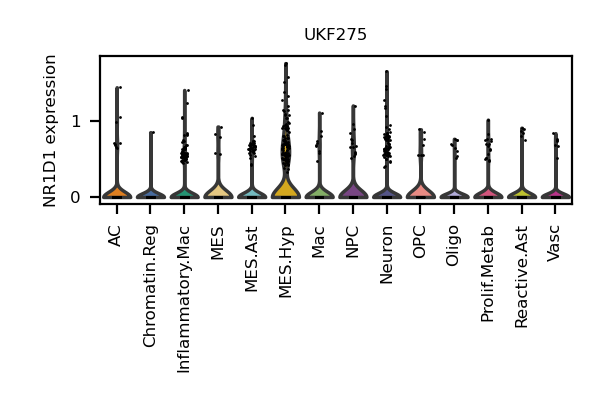 UKF275
NR1D1 expression
1
0
AC
Chromatin.Reg
Inflammatory.Mac
MES
MES.Ast
MES.Hyp
Mac
NPC
Neuron
OPC
Oligo
Prolif.Metab
Reactive.Ast
Vasc